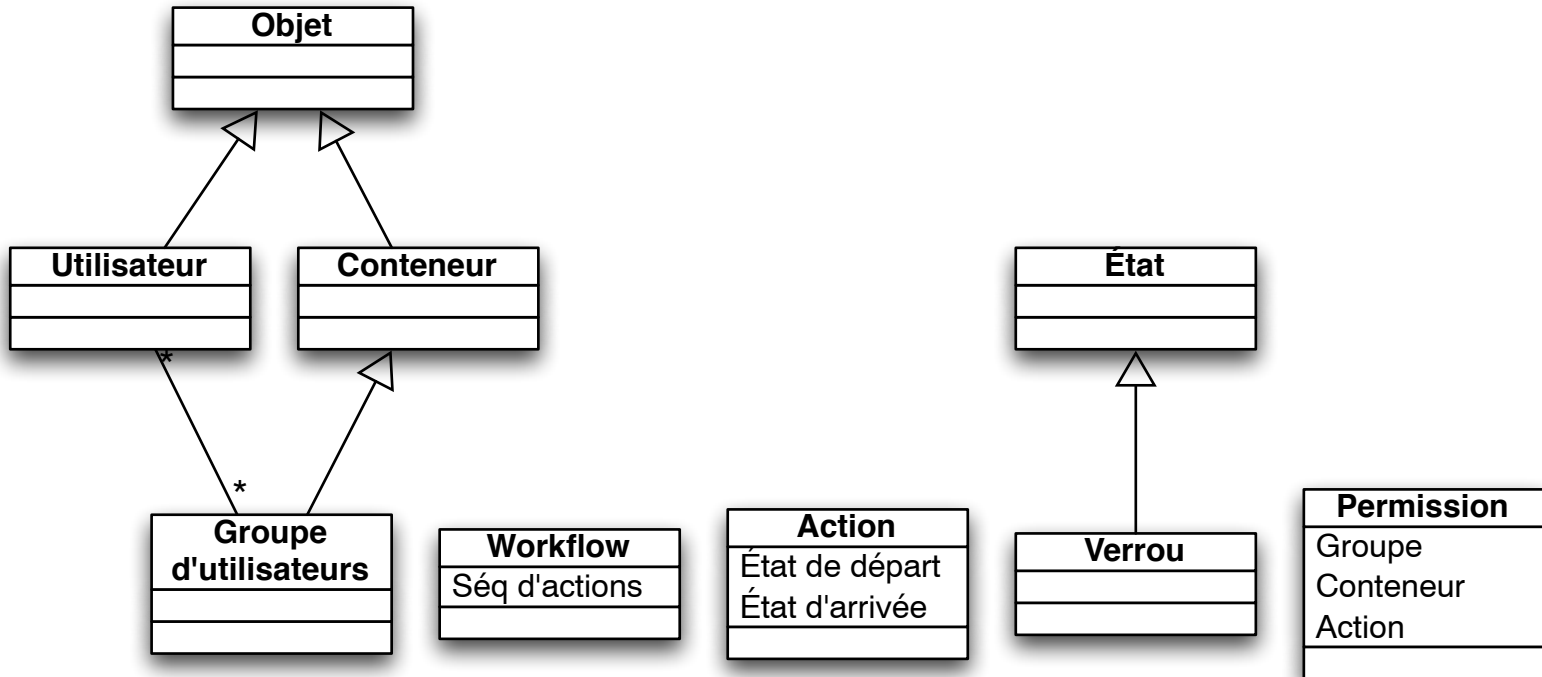 Objet
Utilisateur
Conteneur
État
*
*
Groupe
d'utilisateurs
Workflow
Séq d'actions
Action
État de départ
État d'arrivée
Verrou
Permission
Groupe
Conteneur
Action